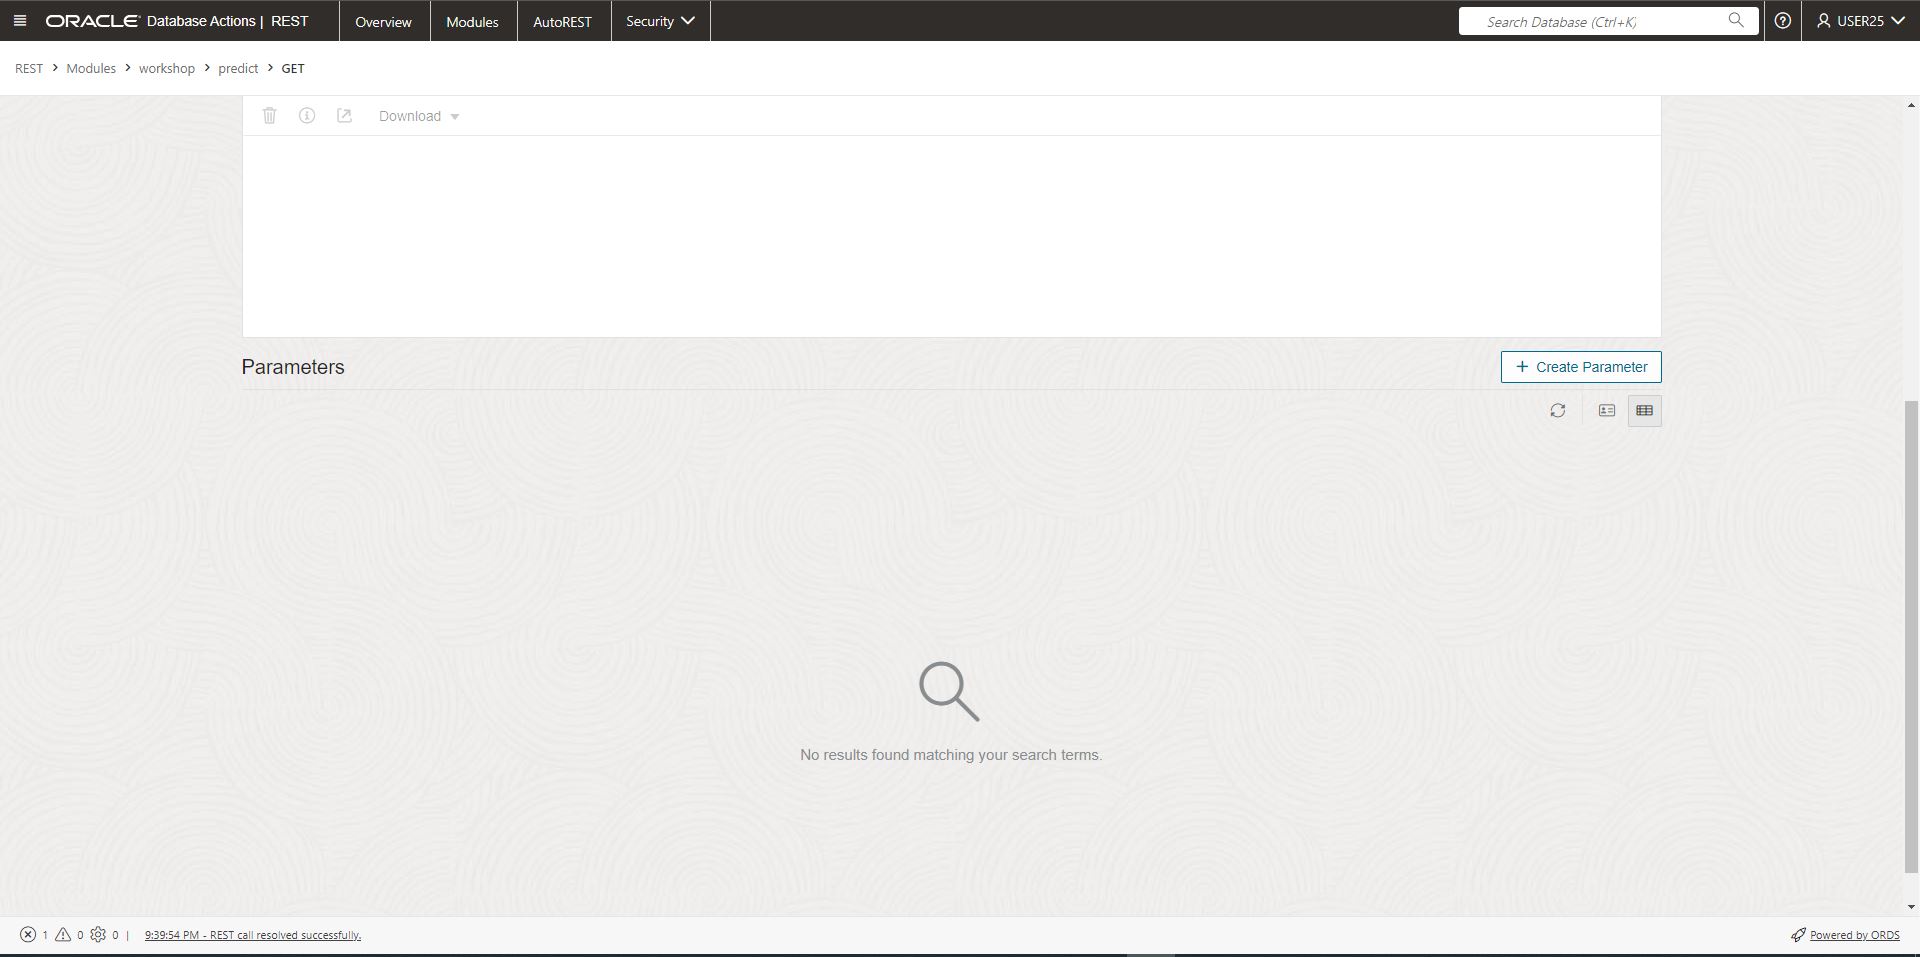 ORACLE Database Actions | REST Overview Modules AutoREST Security Search Database (Ctrl+K) USER25
REST > Modules > workshop > predict > GET
Download
Parameters
+ Create Parameter
No results found matching your search terms.
1 0 0 | 9:39:54 PM - REST call resolved successfully. Powered by ORDS